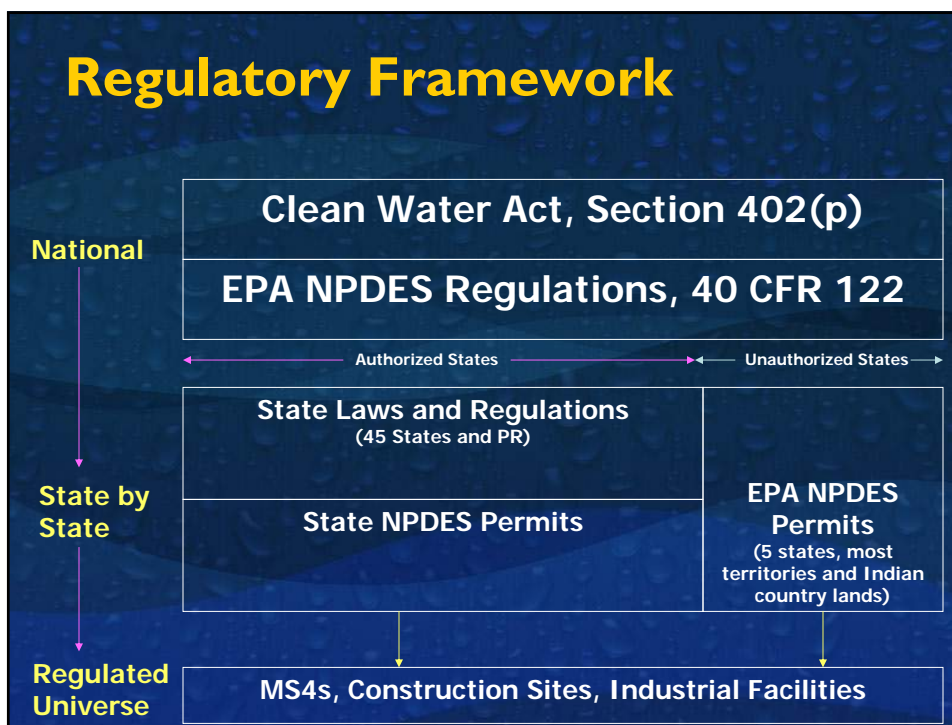 Regulatory Framework
Clean Water Act, Section 402(p)
National
EPA NPDES Regulations, 40 CFR 122
Authorized States
Unauthorized States
State Laws and Regulations
(45 States and PR)
State by
State
State NPDES Permits
EPA NPDES
Permits
(5 states, most
territories and Indian
country lands)
Regulated
Universe
MS4s, Construction Sites, Industrial Facilities